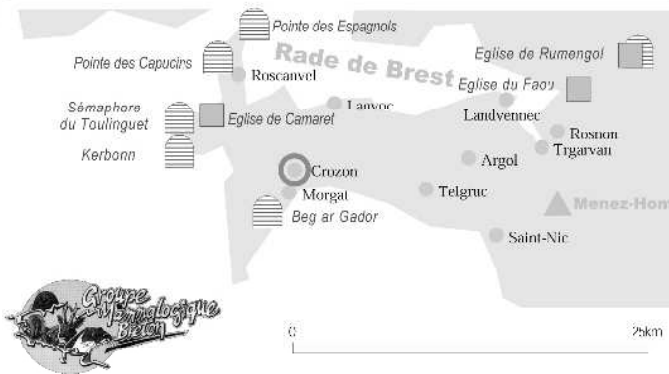 Pointe des Espagnols
Rade de Brest
Eglise de Rumengol
Pointe des Capucins
Roscanvel
Eglise du Faou
Lanvoc
Landvennec
Sémaphore
du Toulinguet
Eglise de Camaret
Rosnon
Trgarvan
Kerbonn
Argol
Crozon
Telgruc
Morgat
Menez-Hom
Beg ar Gador
Saint-Nic
Groupe
Minéralogique
Breton
0
25km